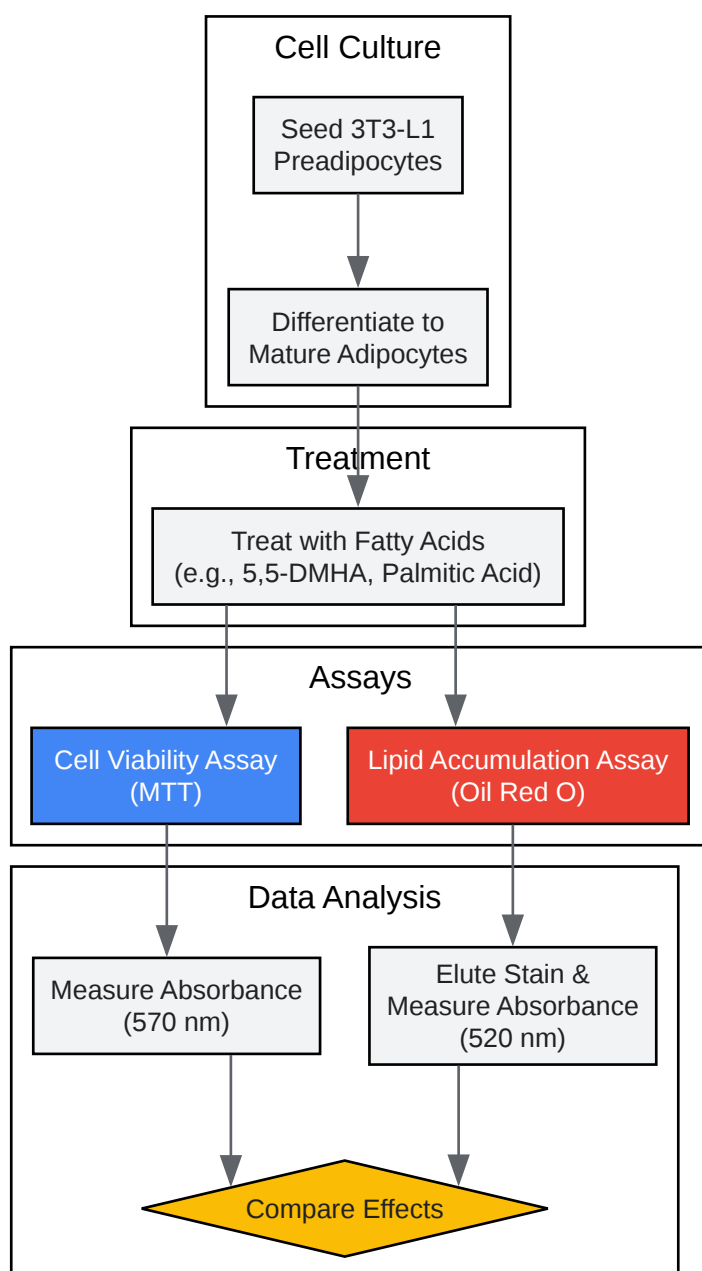 Cell Culture
Seed 3T3-L1
Preadipocytes
Differentiate to
Mature Adipocytes
Treatment
Treat with Fatty Acids
(e.g., 5,5-DMHA, Palmitic Acid)
Assays
Cell Viability Assay
(MTT)
Lipid Accumulation Assay
(Oil Red O)
Data Analysis
Measure Absorbance
(570 nm)
Elute Stain &
Measure Absorbance
(520 nm)
Compare Effects